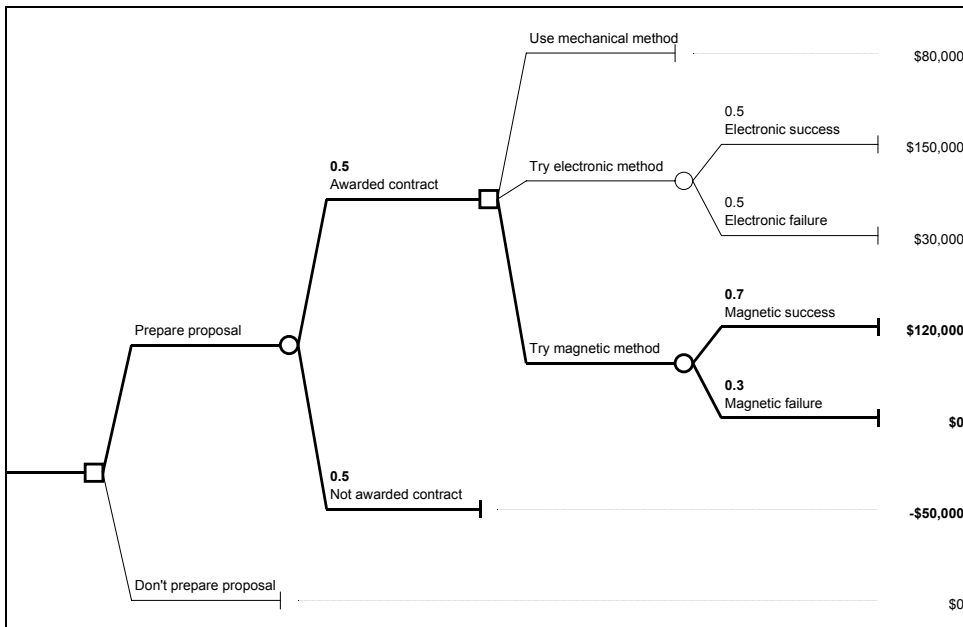 Use mechanical method
$80,000
0.5
Electronic success
$150,000
Try electronic method
0.5
Electronic failure
$30,000
0.5
Awarded contract
0.7
Magnetic success
$120,000
Try magnetic method
0.3
Magnetic failure
$0
Prepare proposal
0.5
Not awarded contract
-$50,000
Don't prepare proposal
$0